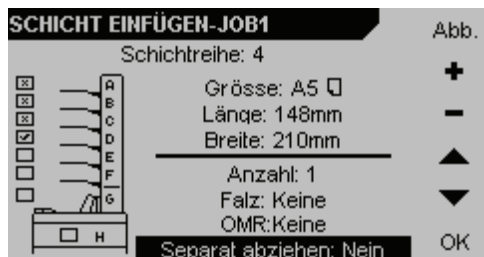 SCHICHT EINFÜGEN-JOB1
Abb.
Schichtreihe: 4
Grösse: A5
Länge: 148mm
Breite: 210mm
Anzahl: 1
Falz: Keine
OMR:Keine
Separat abziehen: Nein
OK
A
B
C
D
E
F
G
H